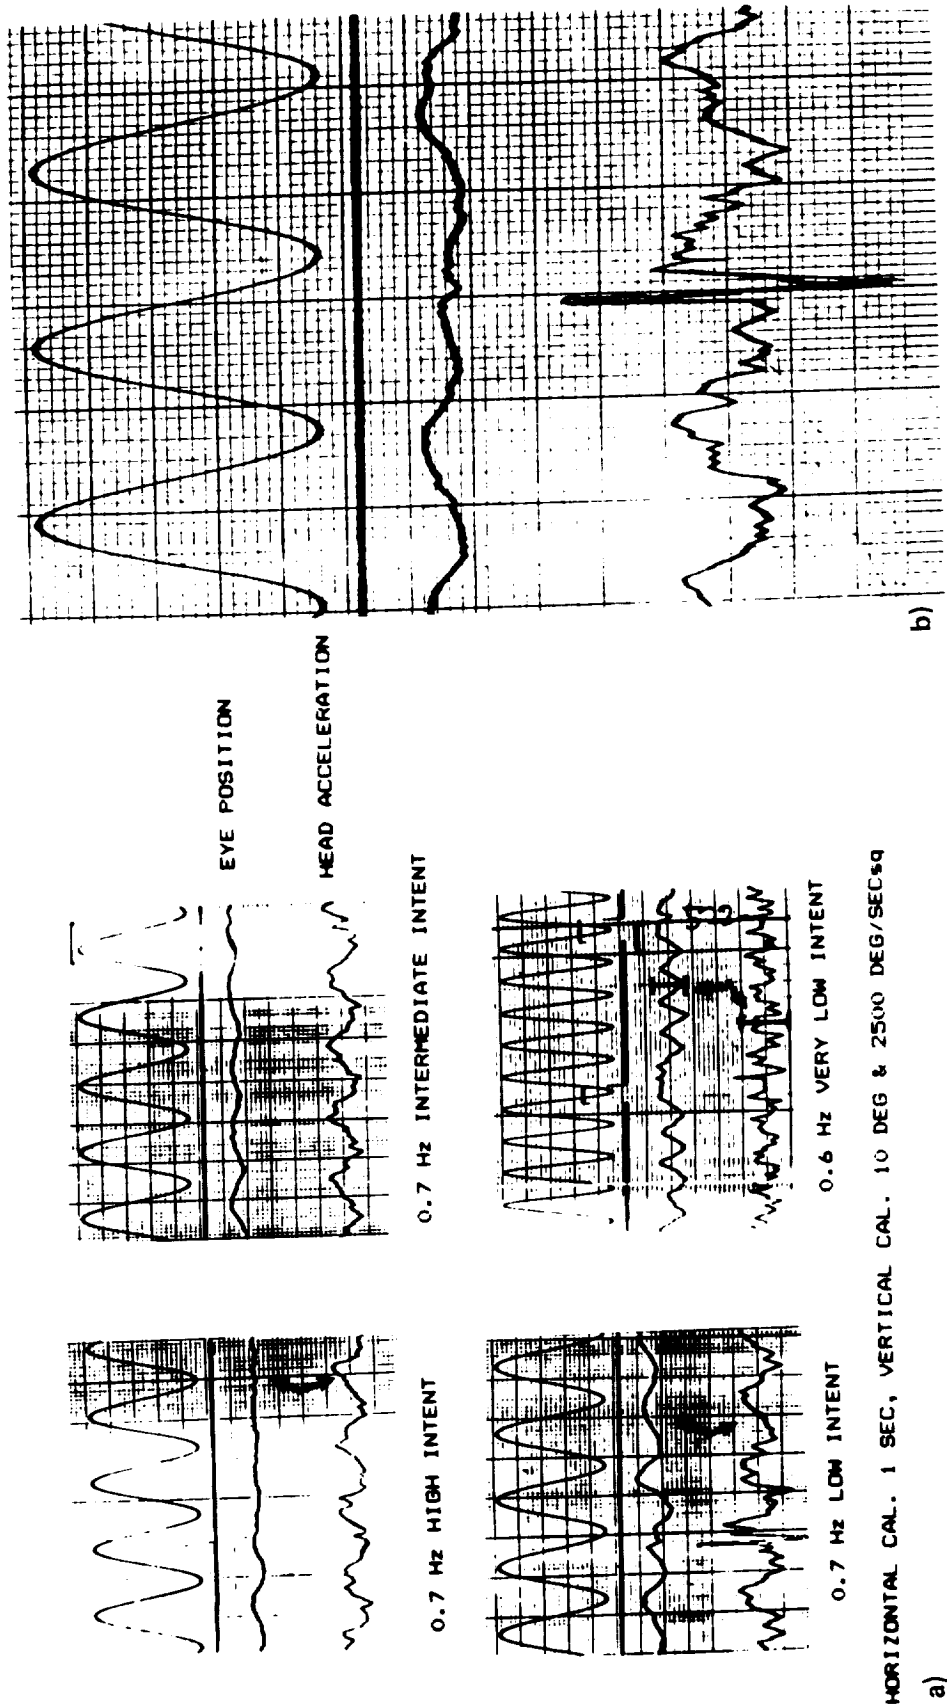 0.7 Hz HIGH INTENT
0.7 Hz INTERMEDIATE INTENT
EYE POSITION
HEAD ACCELERATION
0.7 Hz LOW INTENT
0.6 Hz VERY LOW INTENT
HORIZONTAL CAL. 1 SEC, VERTICAL CAL. 10 DEG & 2500 DEG/SECsq
a)
b)